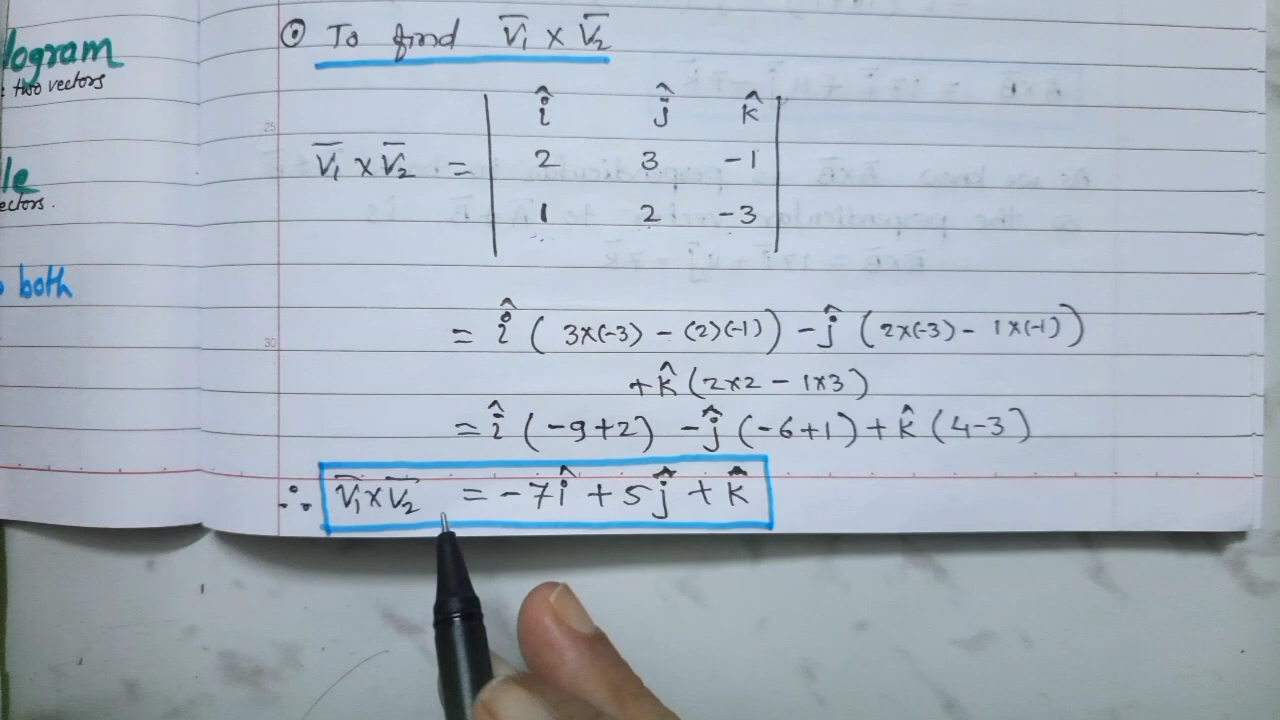 logram
two vectors
le
ectors.
both
⊙ To find V̅₁ × V̅₂
î ĵ k̂
V̅₁ × V̅₂ = | 2 3 -1 |
1 2 -3
= î ( 3×(-3) - (2)(-1) ) - ĵ ( 2×(-3) - 1×(-1) )
+ k̂ ( 2×2 - 1×3 )
= î ( -9+2 ) - ĵ ( -6+1 ) + k̂ ( 4-3 )
∴ V̅₁×V̅₂ = -7î + 5ĵ + k̂
25
30